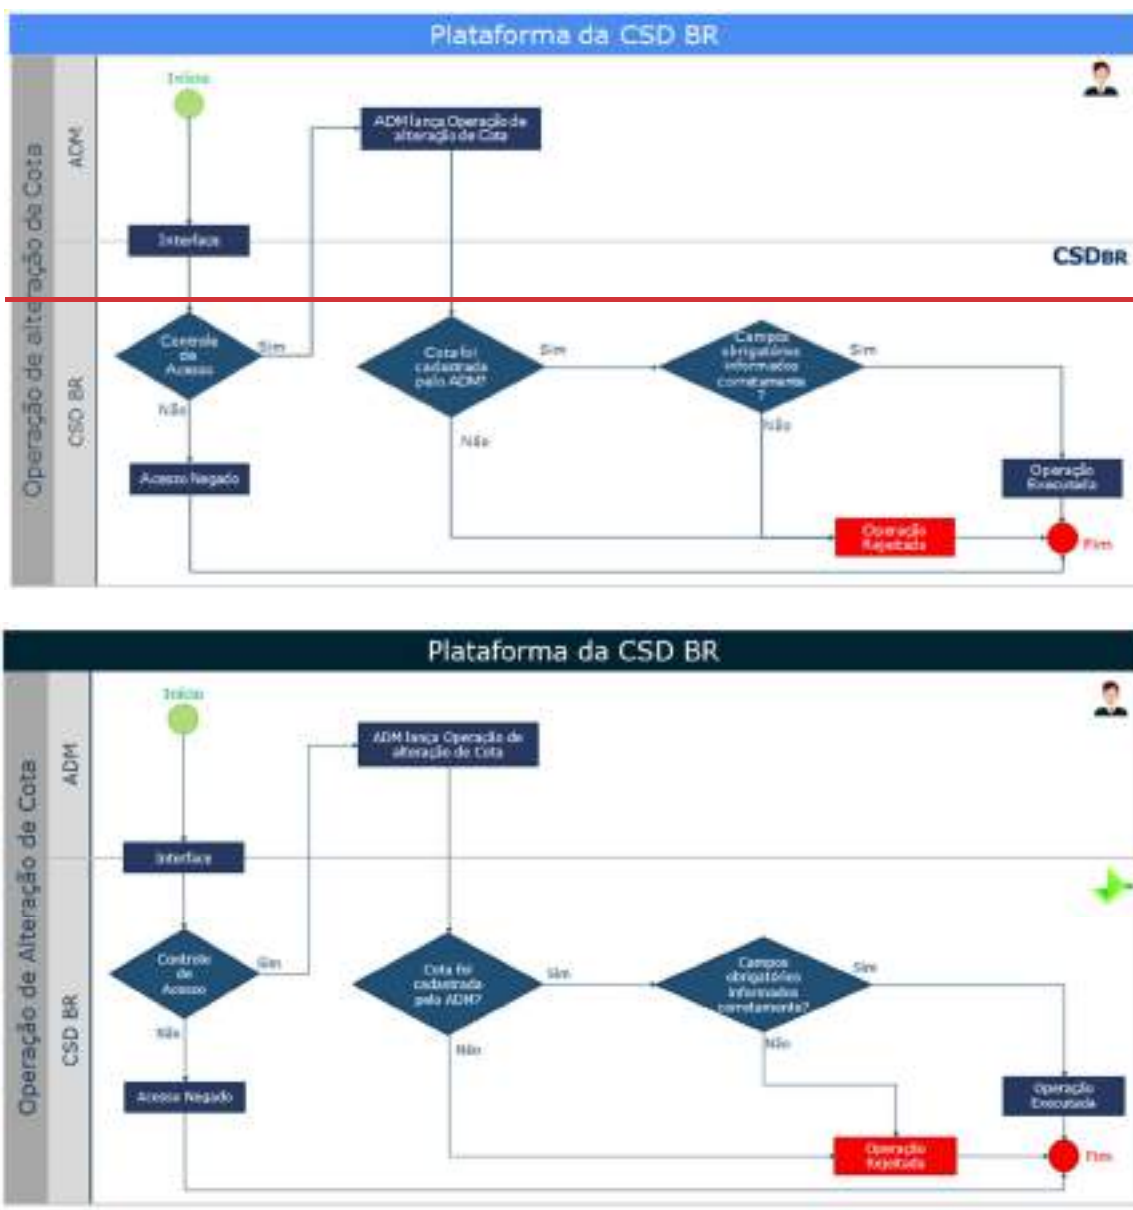 Plataforma da CSD BR
Operação de alteração de Cota
ADM
CSD BR
Início
ADM lança Operação de
alteração de Cota
Interface
CSDBR
Controle
de
Acesso
Sim
Não
Cota foi
cadastrada
pelo ADM?
Sim
Não
Campos
obrigatórios
informados
corretamente
?
Sim
Não
Acesso Negado
Operação
Executada
Operação
Rejeitada
Fim
Plataforma da CSD BR
Operação de Alteração de Cota
ADM
CSD BR
Início
ADM lança Operação de
alteração de Cota
Interface
Controle
de
Acesso
Sim
Não
Cota foi
cadastrada
pelo ADM?
Sim
Não
Campos
obrigatórios
informados
corretamente?
Sim
Não
Acesso Negado
Operação
Executada
Operação
Rejeitada
Fim